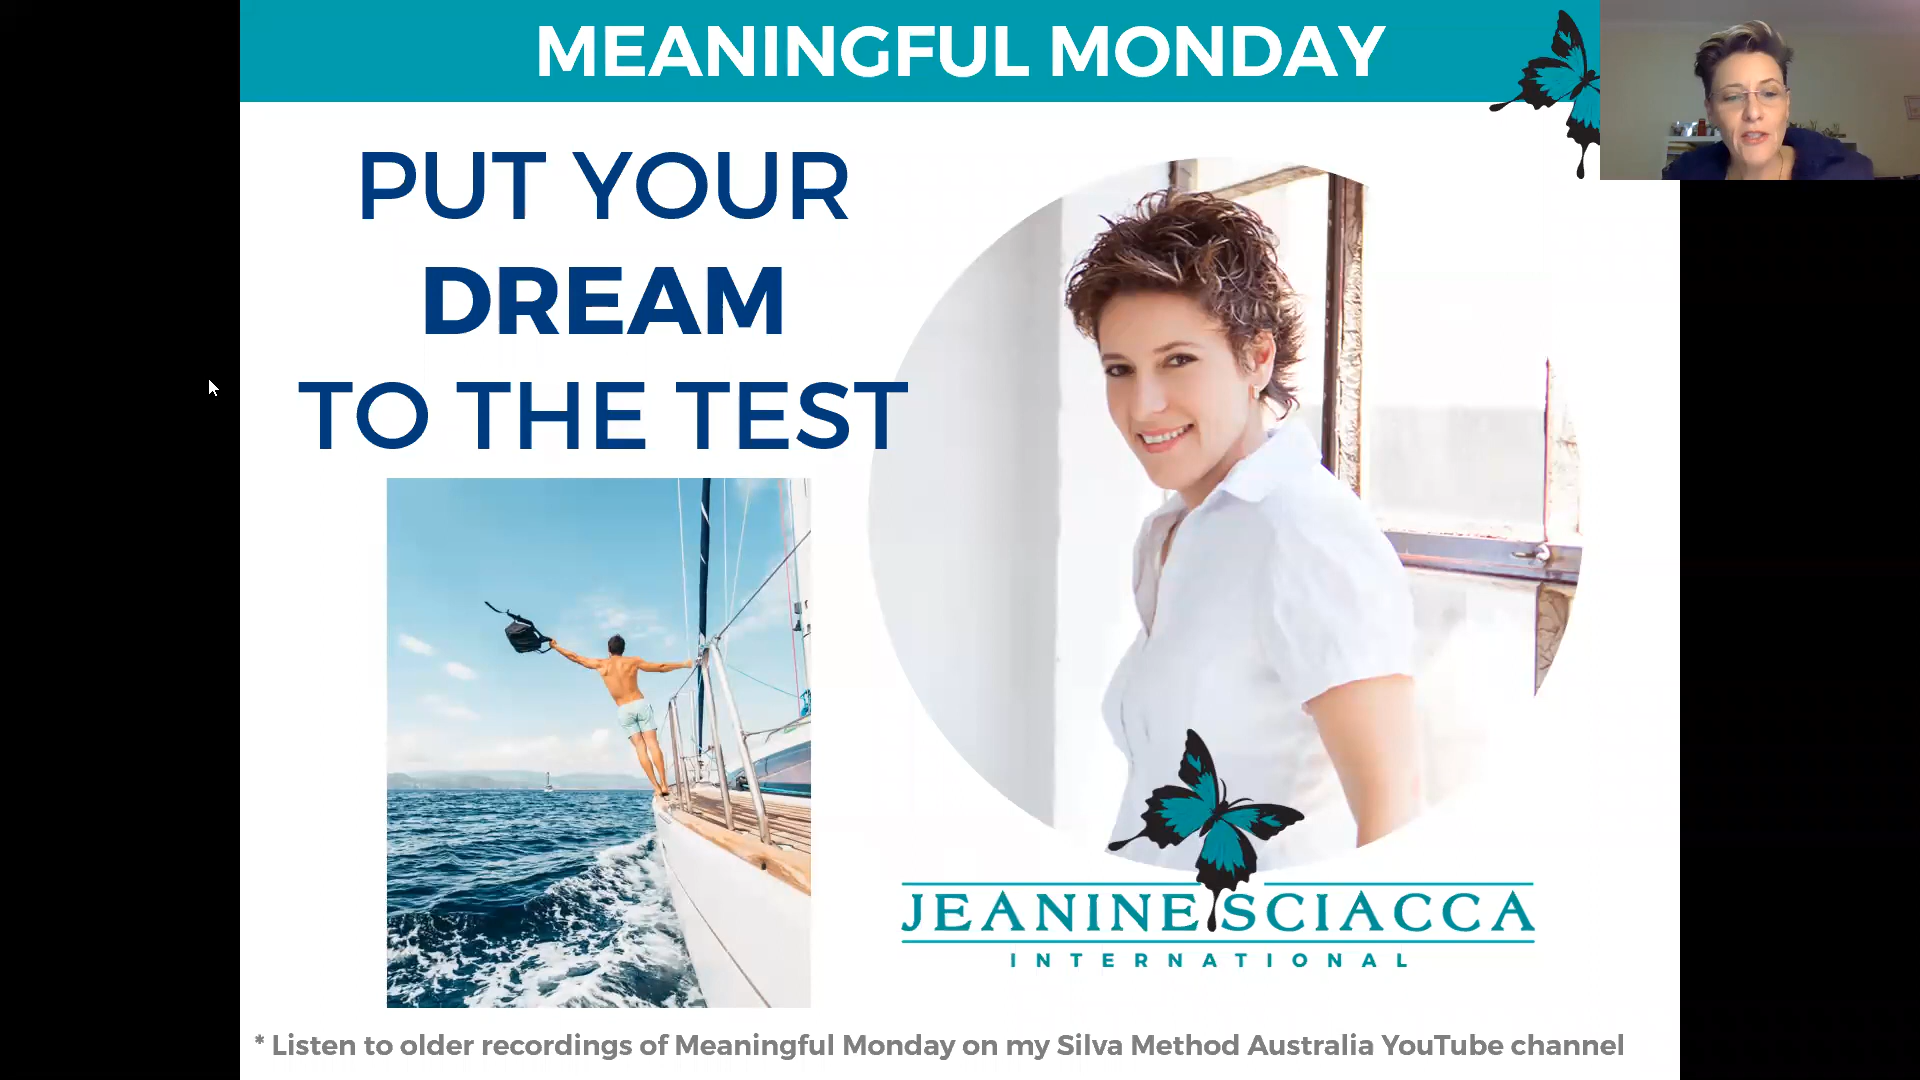 MEANINGFUL MONDAY
PUT YOUR
DREAM
TO THE TEST
JEANINE SCIACCA
INTERNATIONAL
* Listen to older recordings of Meaningful Monday on my Silva Method Australia YouTube channel